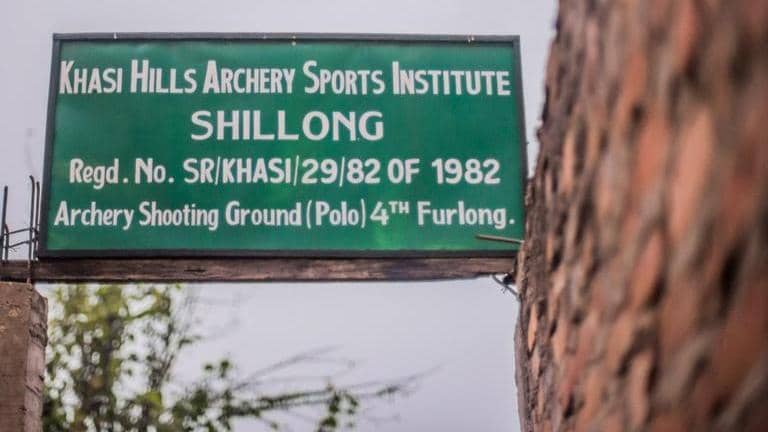 KHASI HILLS ARCHERY SPORTS INSTITUTE
SHILLONG
Regd. No. SR/KHASI/29/82 OF 1982
Archery Shooting Ground (Polo) 4TH Furlong.